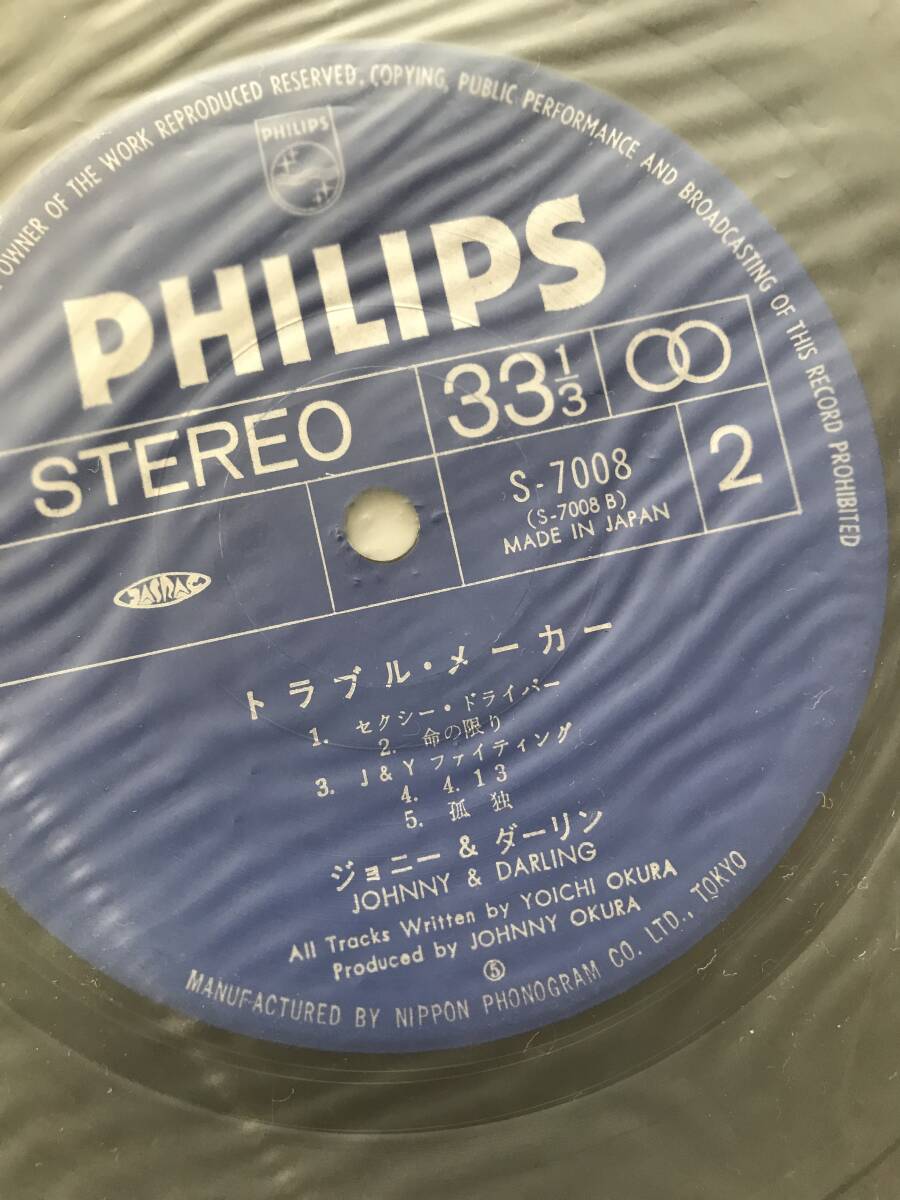 OWNER OF THE WORK REPRODUCED RESERVED. COPYING, PUBLIC PERFORMANCE AND BROADCASTING OF THIS RECORD PROHIBITED
PHILIPS
PHILIPS
STEREO
33 1/3
S-7008
(S-7008 B)
MADE IN JAPAN
2
JASRAC
トラブル・メーカー
1. セクシー・ドライバー
2. 命の限り
3. J & Y ファイティング
4. 4.13
5. 孤独
ジョニー & ダーリン
JOHNNY & DARLING
All Tracks Written by YOICHI OKURA
Produced by JOHNNY OKURA
⑤
MANUFACTURED BY NIPPON PHONOGRAM CO. LTD., TOKYO